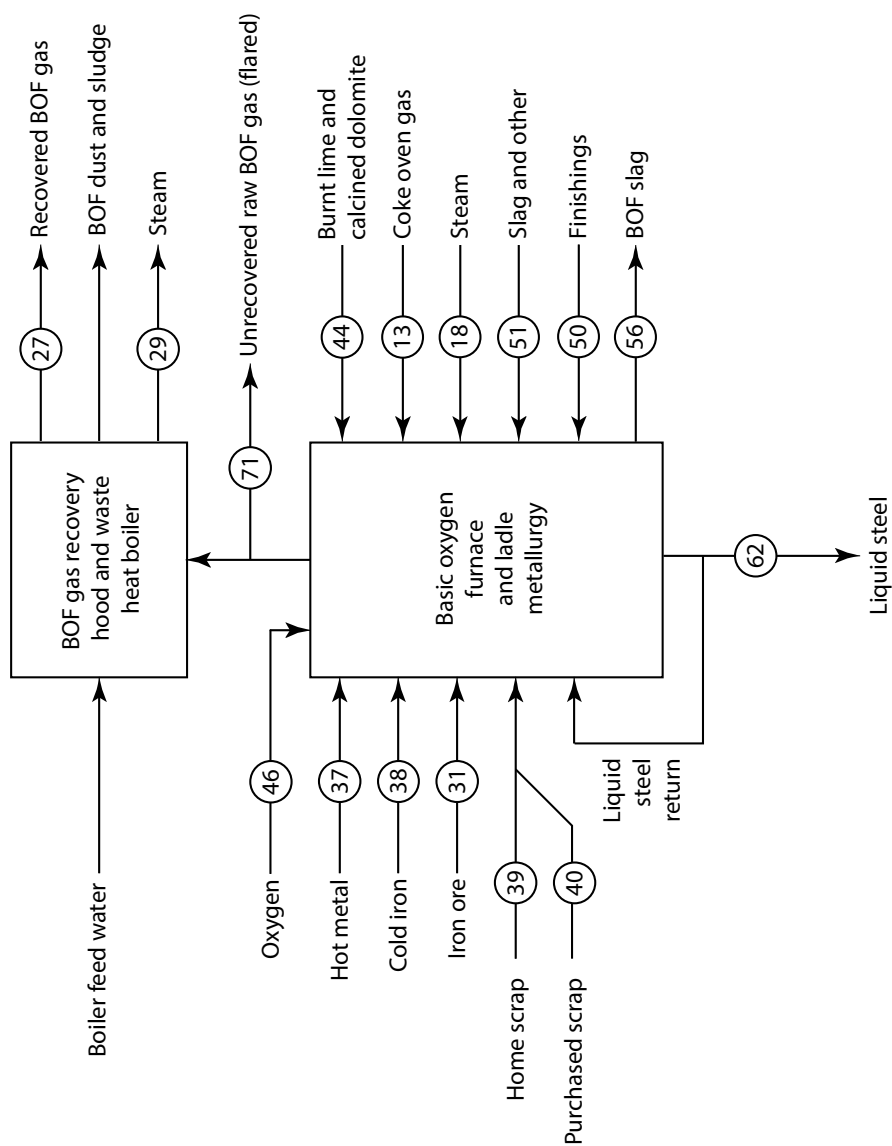 Recovered BOF gas
27
BOF dust and sludge
Steam
29
BOF gas recovery
hood and waste
heat boiler
Boiler feed water
Unrecovered raw BOF gas (flared)
71
Oxygen
46
Hot metal
37
Cold iron
38
Iron ore
31
Home scrap
39
Purchased scrap
40
Liquid
steel
return
Basic oxygen
furnace
and ladle
metallurgy
Burnt lime and
calcined dolomite
44
Coke oven gas
13
Steam
18
Slag and other
51
Finishings
50
BOF slag
56
62
Liquid steel